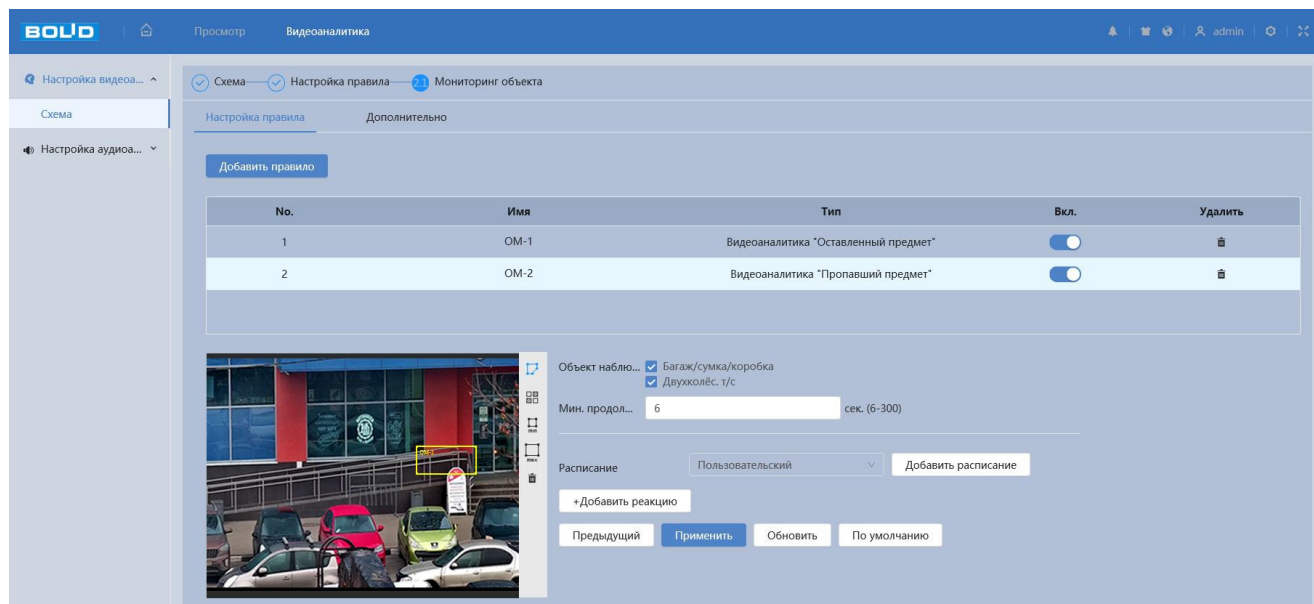 BOLID Просмотр Видеоаналитика admin
Настройка видеоа...
Схема Настройка правила 2.1 Мониторинг объекта
Схема
Настройка правила Дополнительно
Настройка аудиоа...
Добавить правило
No. Имя Тип Вкл. Удалить
1 OM-1 Видеоаналитика "Оставленный предмет"
2 OM-2 Видеоаналитика "Пропавший предмет"
Объект наблю... Багаж/сумка/коробка
Двухколёс. т/с
Мин. продол... 6 сек. (6-300)
Расписание Пользовательский Добавить расписание
+Добавить реакцию
Предыдущий Применить Обновить По умолчанию